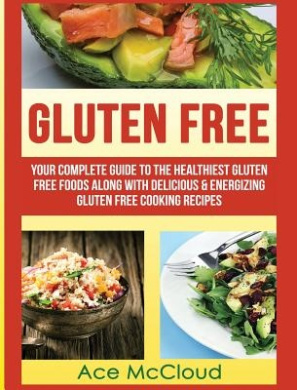 GLUTEN FREE
YOUR COMPLETE GUIDE TO THE HEALTHIEST GLUTEN
FREE FOODS ALONG WITH DELICIOUS & ENERGIZING
GLUTEN FREE COOKING RECIPES
Ace McCloud